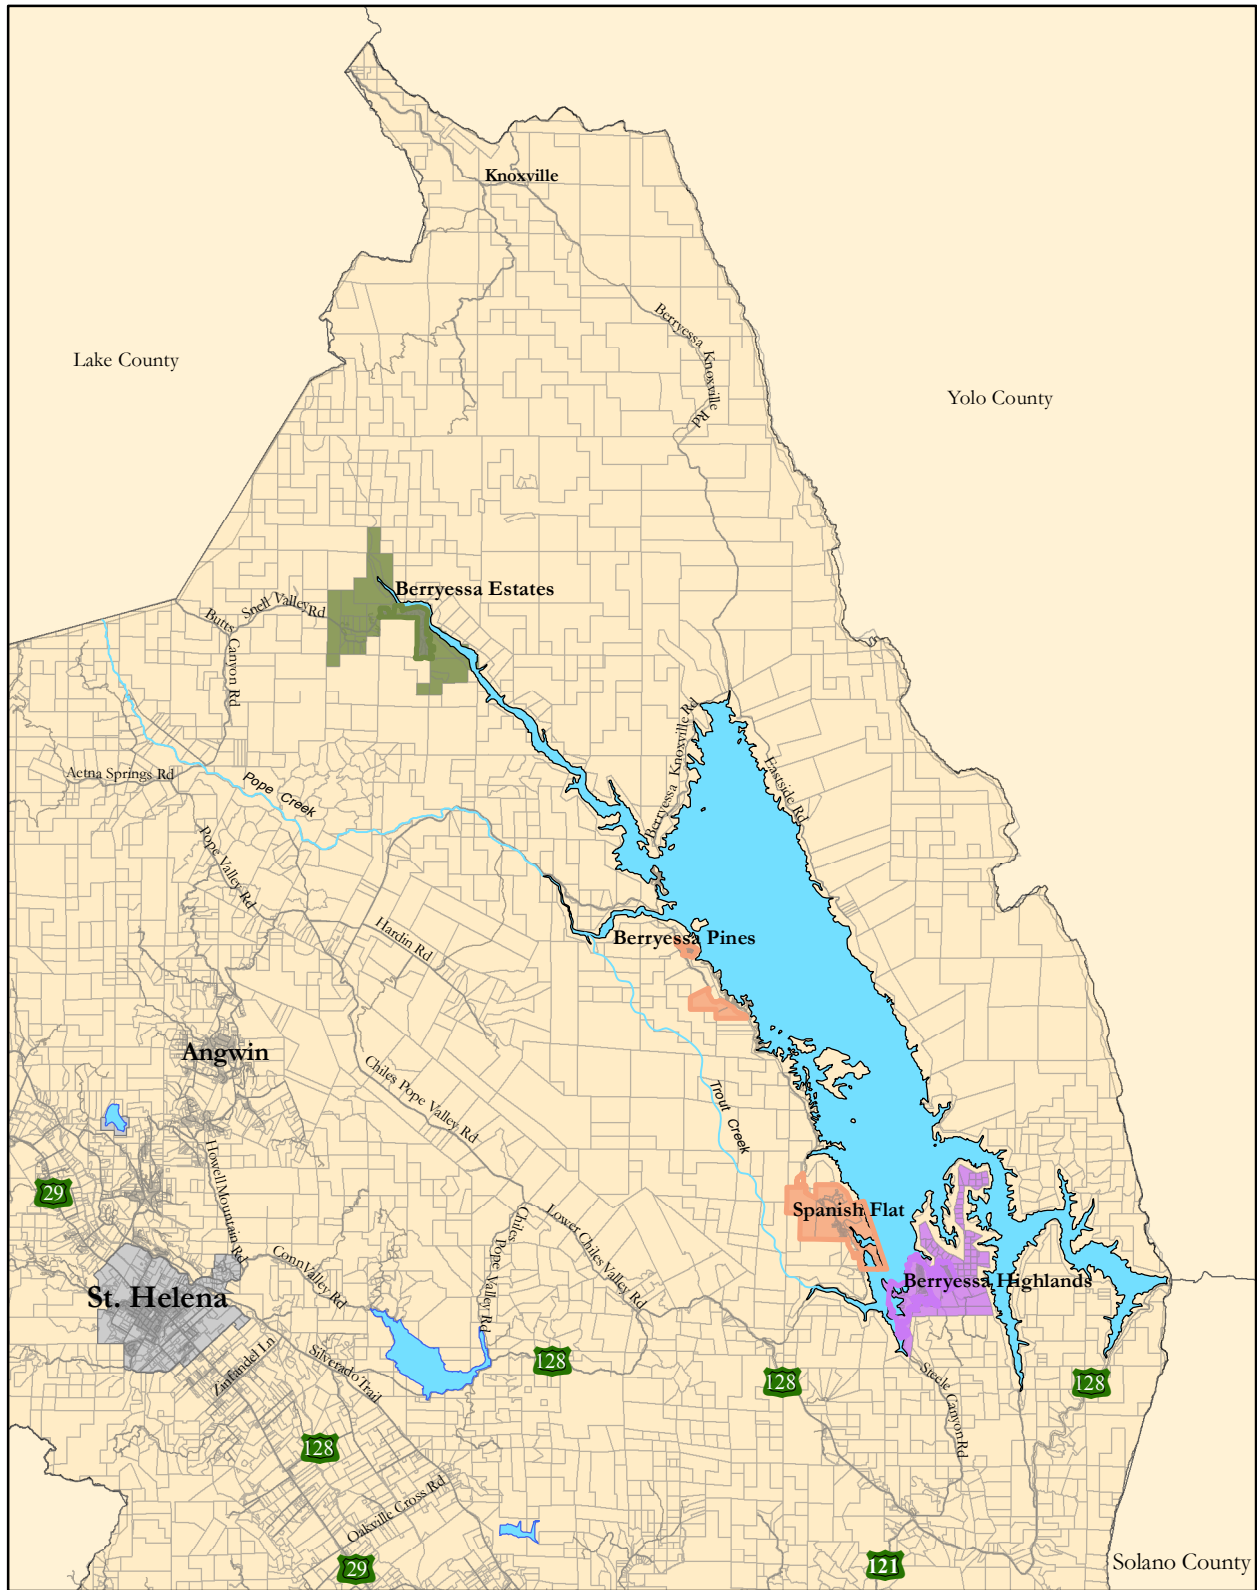 Knoxville
Berryessa Knoxville Rd
Lake County
Yolo County
Berryessa Estates
Snell Valley Rd
Butts Canyon Rd
Berryessa Knoxville Rd
Eastside Rd
Aetna Springs Rd
Pope Creek
Pope Valley Rd
Hardin Rd
Berryessa Pines
Angwin
Chiles Pope Valley Rd
Trout Creek
Howell Mountain Rd
29
Spanish Flat
Lower Chiles Valley Rd
Chiles Pope Valley Rd
Conn Valley Rd
Berryessa Highlands
St. Helena
Zinfandel Ln
Silverado Trail
128
128
128
Steele Canyon Rd
128
Oakville Cross Rd
29
121
Solano County